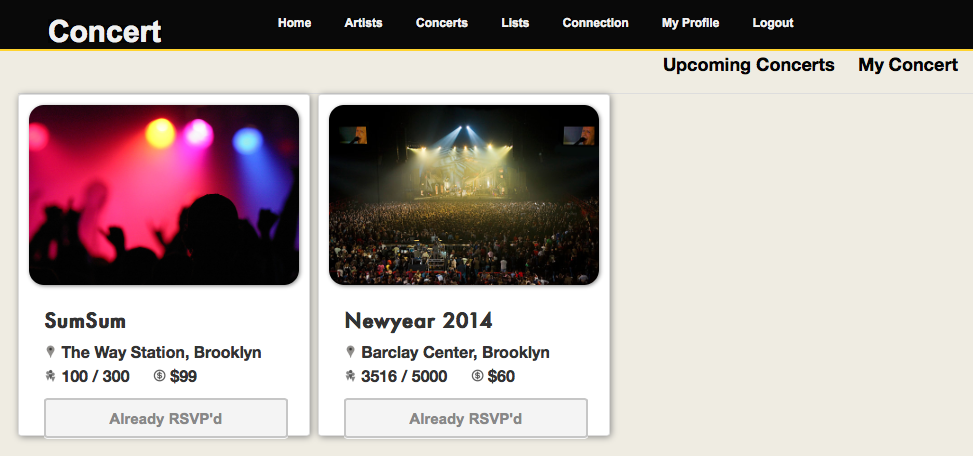 Concert
Home Artists Concerts Lists Connection My Profile Logout
Upcoming Concerts My Concert
SumSum
The Way Station, Brooklyn
100 / 300 $99
Already RSVP'd
Newyear 2014
Barclay Center, Brooklyn
3516 / 5000 $60
Already RSVP'd